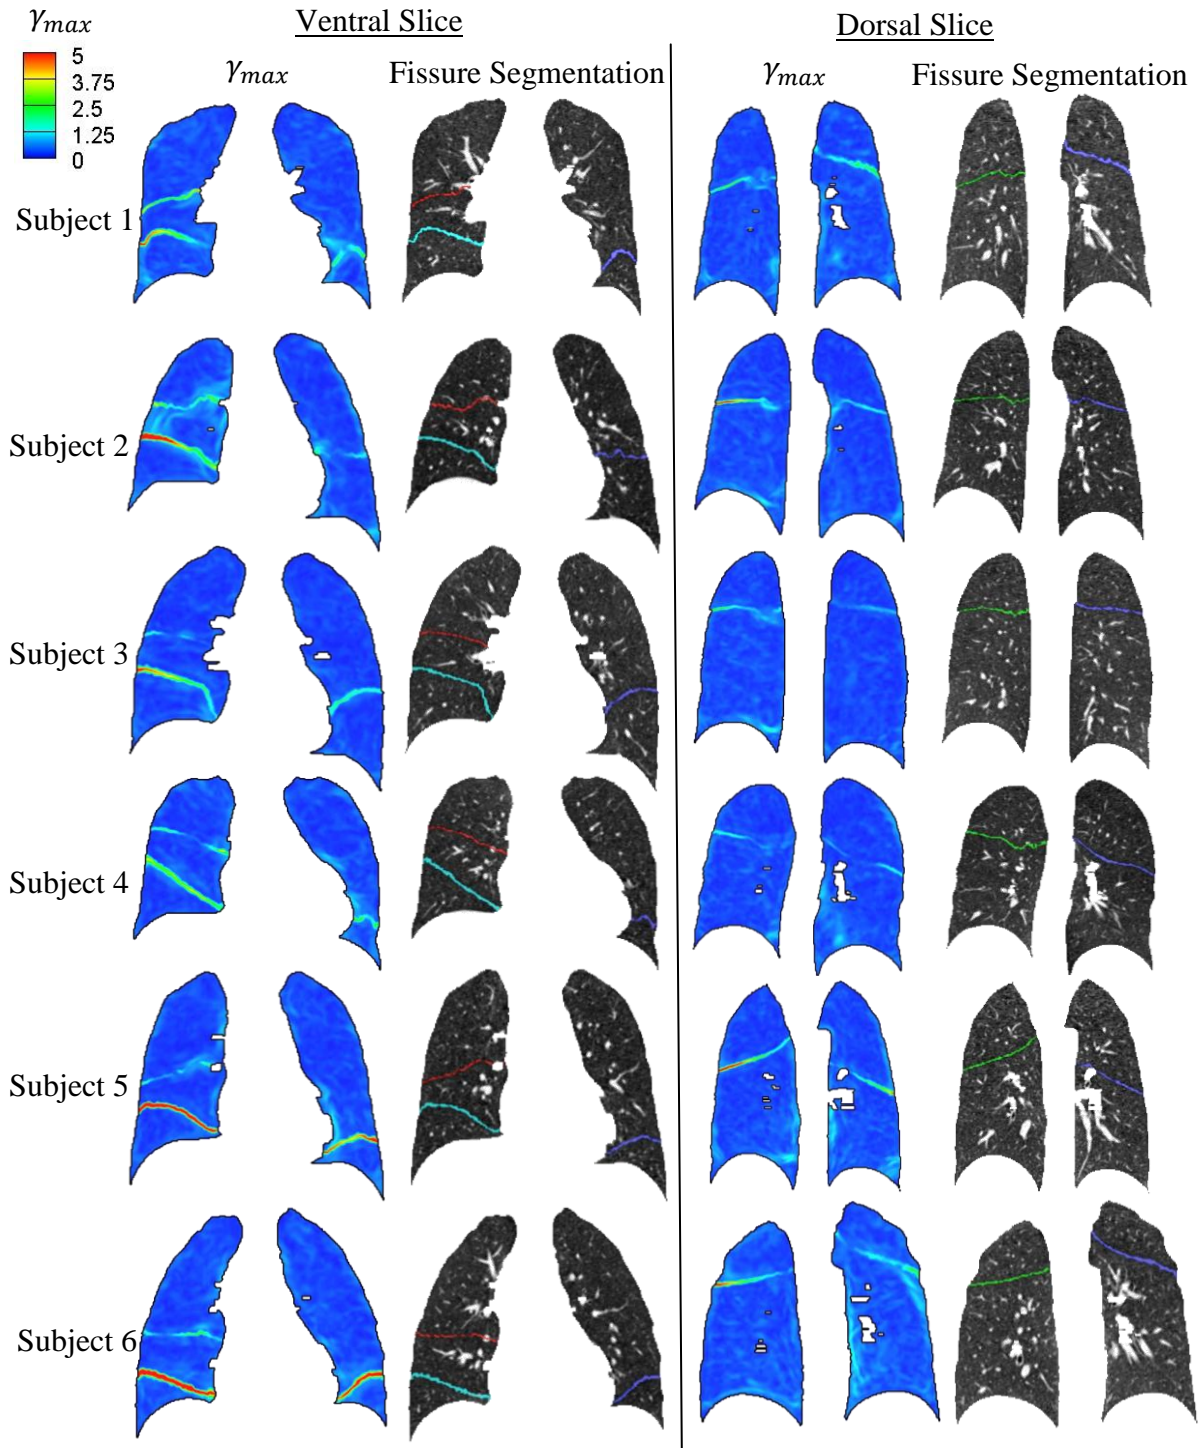 γmax
Ventral Slice
Dorsal Slice
5
3.75
2.5
1.25
0
γmax
Fissure Segmentation
γmax
Fissure Segmentation
Subject 1
Subject 2
Subject 3
Subject 4
Subject 5
Subject 6